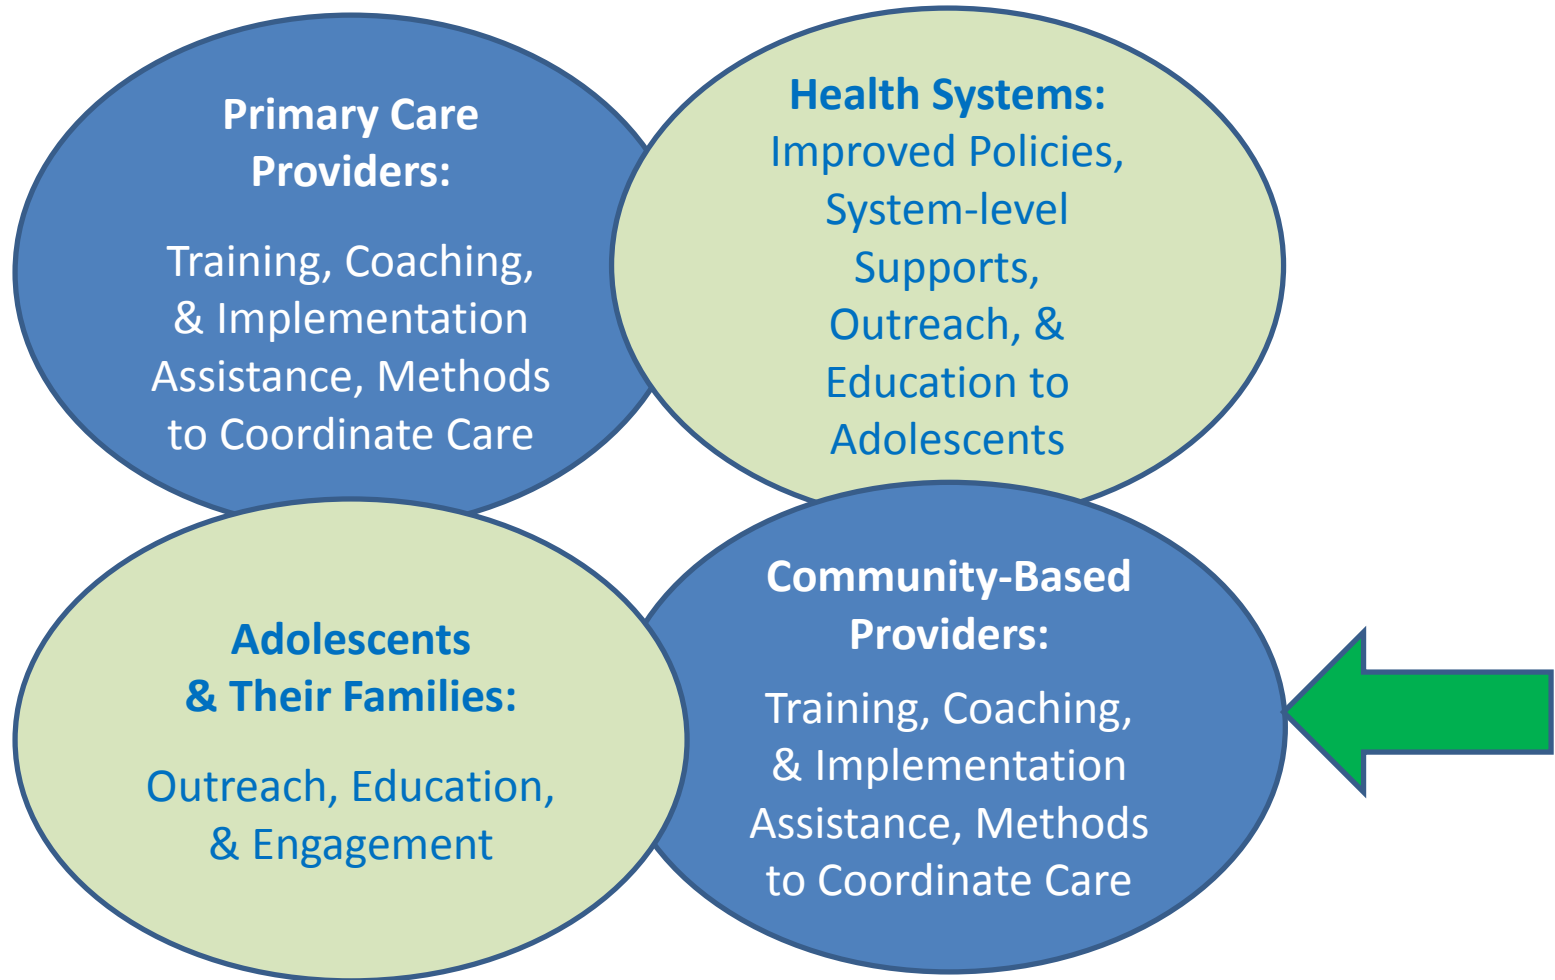 Primary Care
Providers:
Training, Coaching,
& Implementation
Assistance, Methods
to Coordinate Care
Health Systems:
Improved Policies,
System-level
Supports,
Outreach, &
Education to
Adolescents
Adolescents
& Their Families:
Outreach, Education,
& Engagement
Community-Based
Providers:
Training, Coaching,
& Implementation
Assistance, Methods
to Coordinate Care